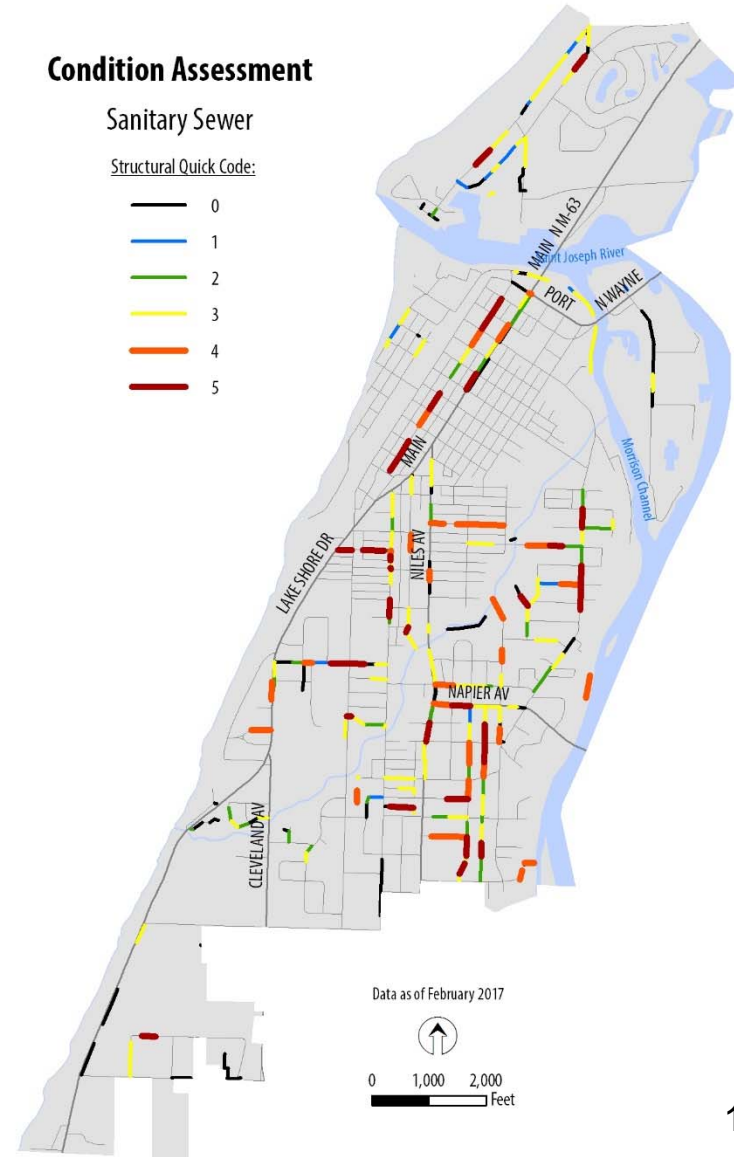 Condition Assessment
Sanitary Sewer
Structural Quick Code:
0
1
2
3
4
5
MAIN N M-63
int Joseph River
PORT
N WAYNE
MAIN
Morrison Channel
NILES AV
LAKE SHORE DR
NAPIER AV
CLEVELAND AV
Data as of February 2017
0 1,000 2,000
Feet
1